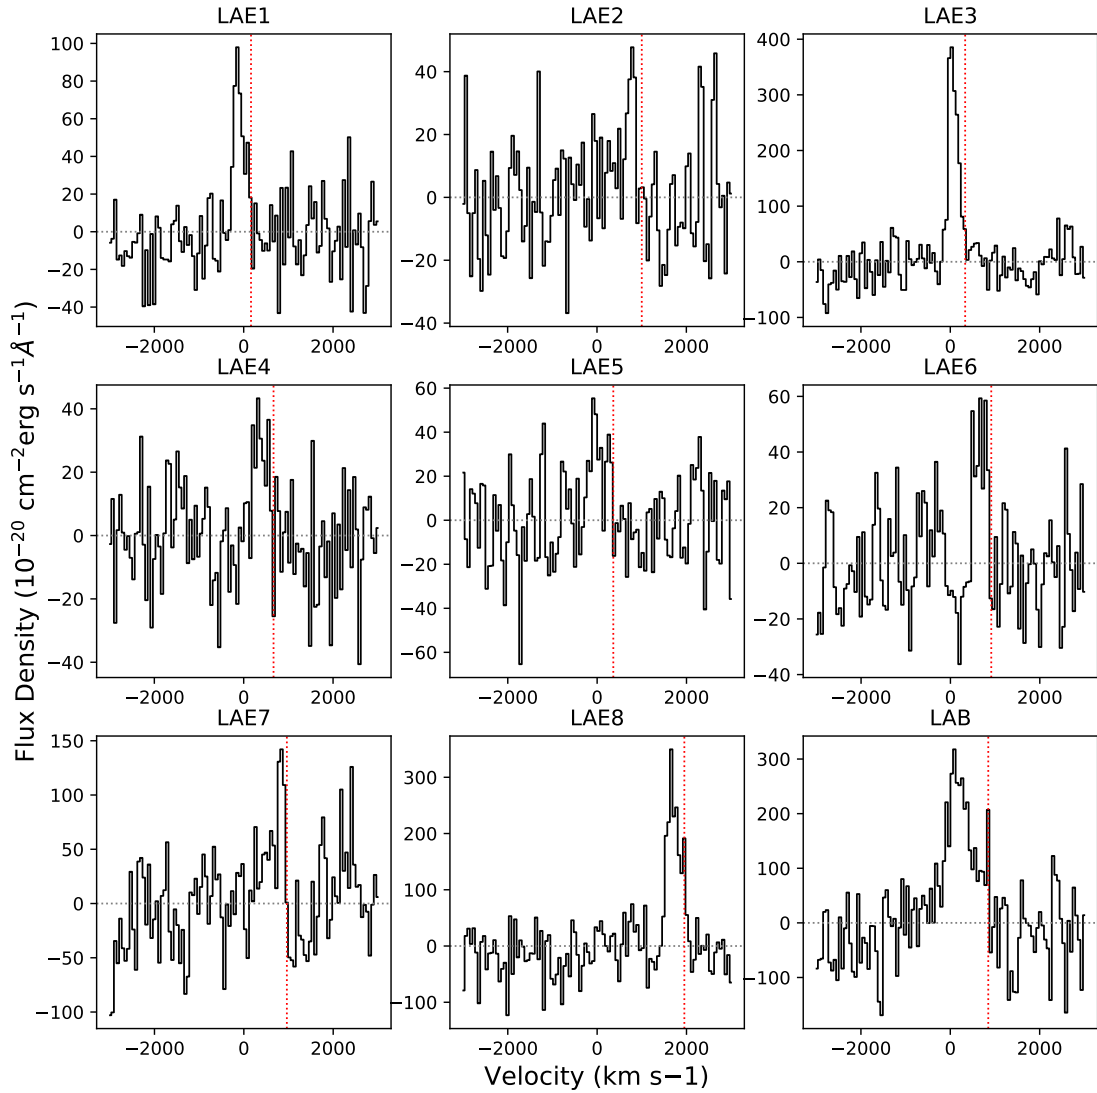 LAE1 LAE2 LAE3
100 80 60 40 20 0 −20 −40
40 20 0 −20 −40
400 300 200 100 0 −100
−2000 0 2000 −2000 0 2000 −2000 0 2000
LAE4 LAE5 LAE6
40 20 0 −20 −40
60 40 20 0 −20 −40 −60
60 40 20 0 −20 −40
−2000 0 2000 −2000 0 2000 −2000 0 2000
LAE7 LAE8 LAB
150 100 50 0 −50 −100
300 200 100 0 −100
300 200 100 0 −100
−2000 0 2000 −2000 0 2000 −2000 0 2000
Flux Density (10⁻²⁰ cm⁻²erg s⁻¹Å⁻¹)
Velocity (km s−1)